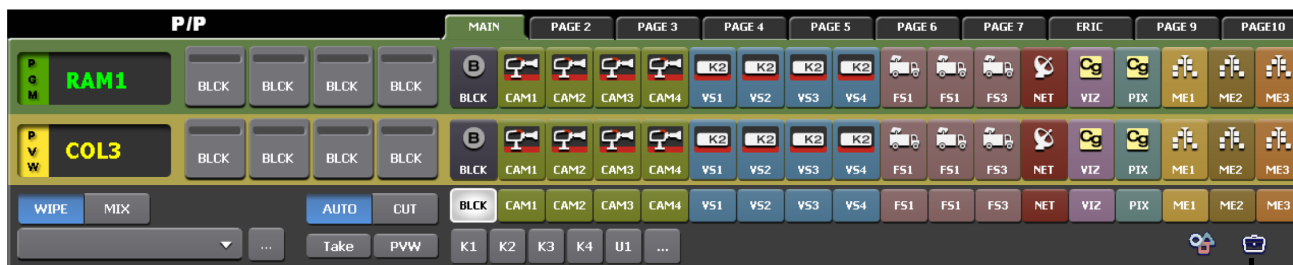 P/P MAIN PAGE 2 PAGE 3 PAGE 4 PAGE 5 PAGE 6 PAGE 7 ERIC PAGE 9 PAGE10
PGM RAM1 BLCK BLCK BLCK BLCK B K2 K2 K2 K2 Cg Cg
BLCK CAM1 CAM2 CAM3 CAM4 VS1 VS2 VS3 VS4 FS1 FS1 FS3 NET VIZ PIX ME1 ME2 ME3
PVW COL3 BLCK BLCK BLCK BLCK B K2 K2 K2 K2 Cg Cg
BLCK CAM1 CAM2 CAM3 CAM4 VS1 VS2 VS3 VS4 FS1 FS1 FS3 NET VIZ PIX ME1 ME2 ME3
WIPE MIX AUTO CUT BLCK CAM1 CAM2 CAM3 CAM4 VS1 VS2 VS3 VS4 FS1 FS1 FS3 NET VIZ PIX ME1 ME2 ME3
... Take PVW K1 K2 K3 K4 U1 ...